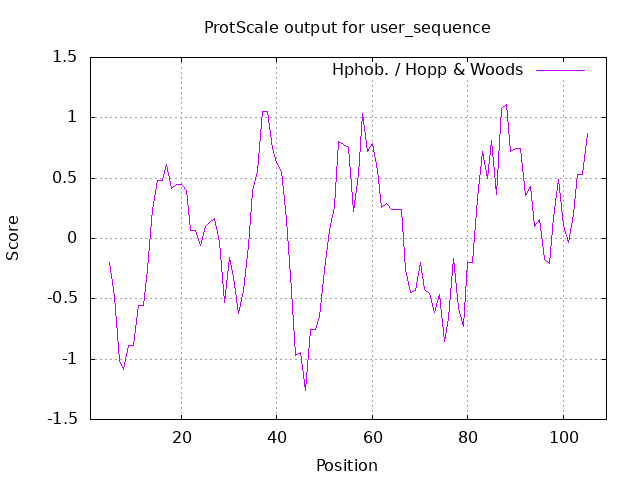 ProtScale output for user_sequence
Hphob. / Hopp & Woods
1.5
1
0.5
0
-0.5
-1
-1.5
Score
20 40 60 80 100
Position